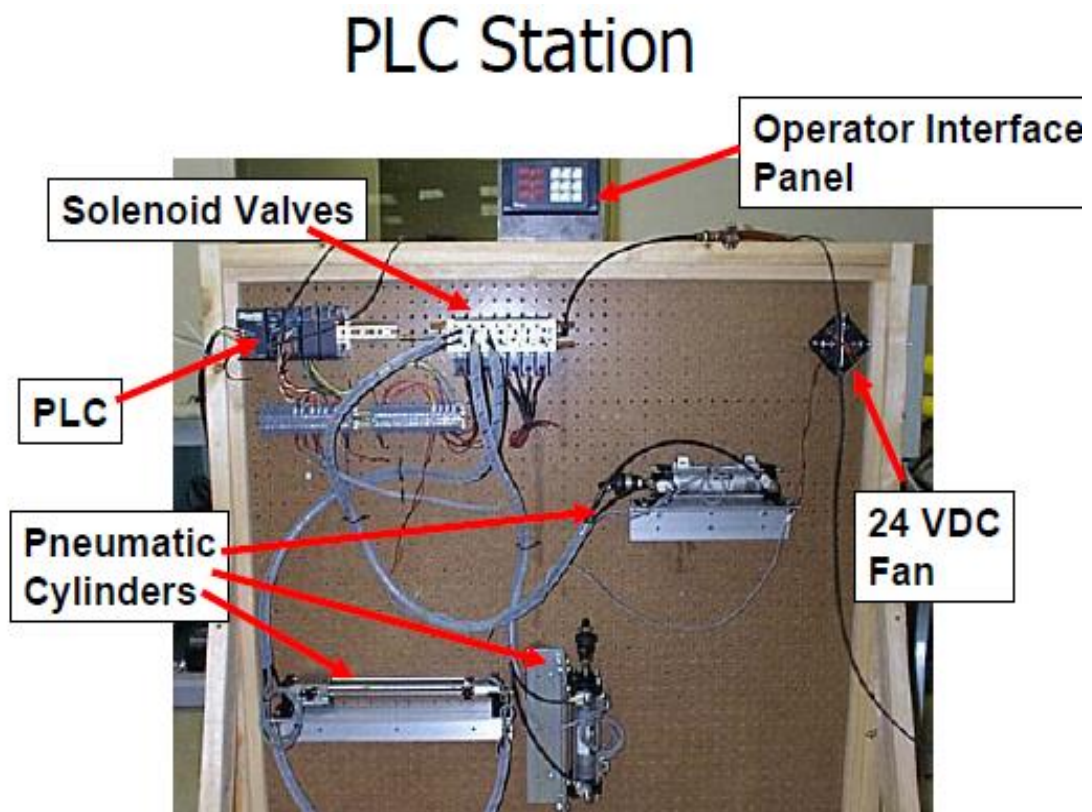 PLC Station
Operator Interface
Panel
Solenoid Valves
PLC
24 VDC
Fan
Pneumatic
Cylinders